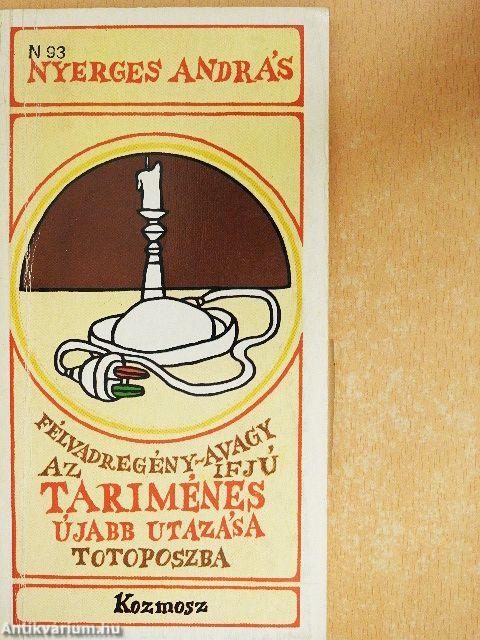 N 93
NYERGES ANDRÁS
FÉLVADREGÉNY-AVAGY
AZ IFJÚ
TARIMÉNES
ÚJABB UTAZÁSA
TOTOPOSZBA
Kozmosz
Antikvarium.hu